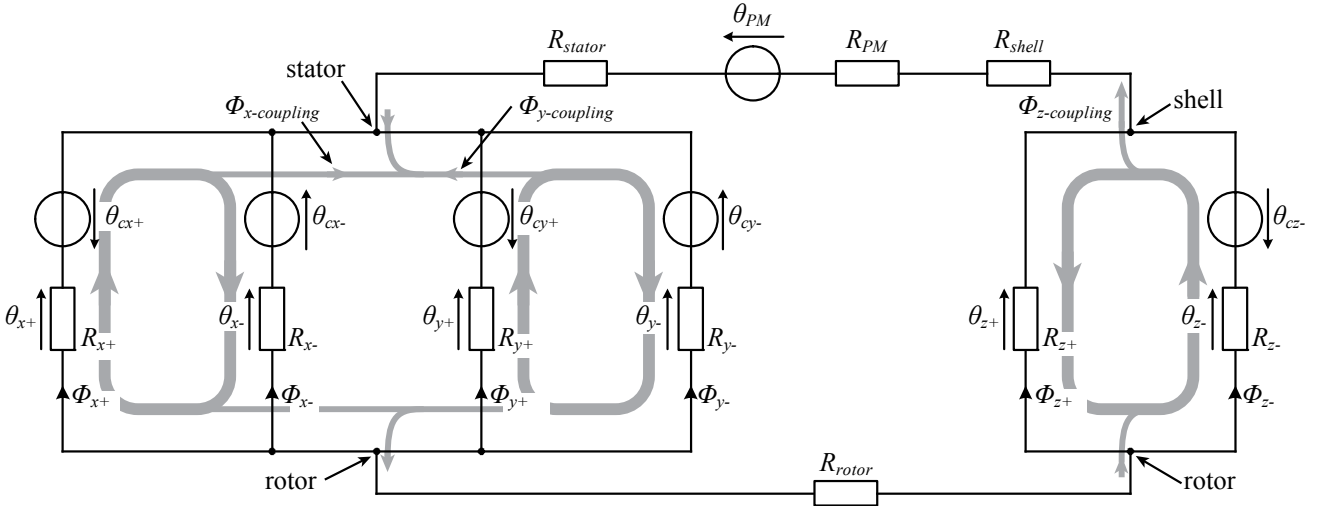 θPM
Rstator
RPM
Rshell
stator
Φx-coupling
Φy-coupling
Φz-coupling
shell
θcx+
θcx-
θcy+
θcy-
θcz-
θx+
Rx+
θx-
Rx-
θy+
Ry+
θy-
Ry-
θz+
Rz+
θz-
Rz-
Φx+
Φx-
Φy+
Φy-
Φz+
Φz-
rotor
Rrotor
rotor